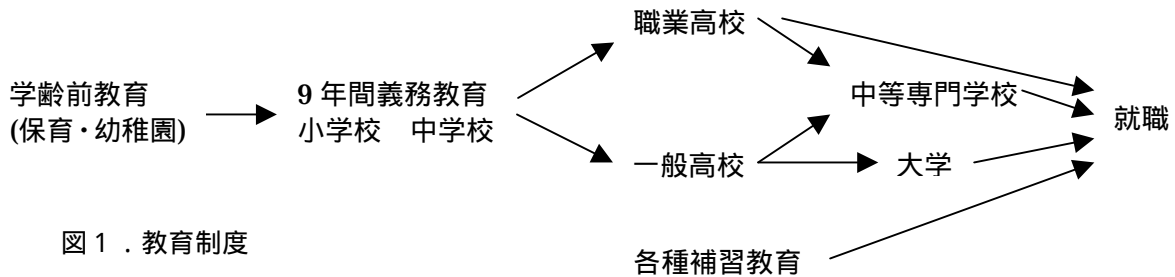 職業高校
学齢前教育
(保育・幼稚園)
9 年間義務教育
小学校　中学校
中等専門学校
就職
一般高校
大学
図１．教育制度
各種補習教育